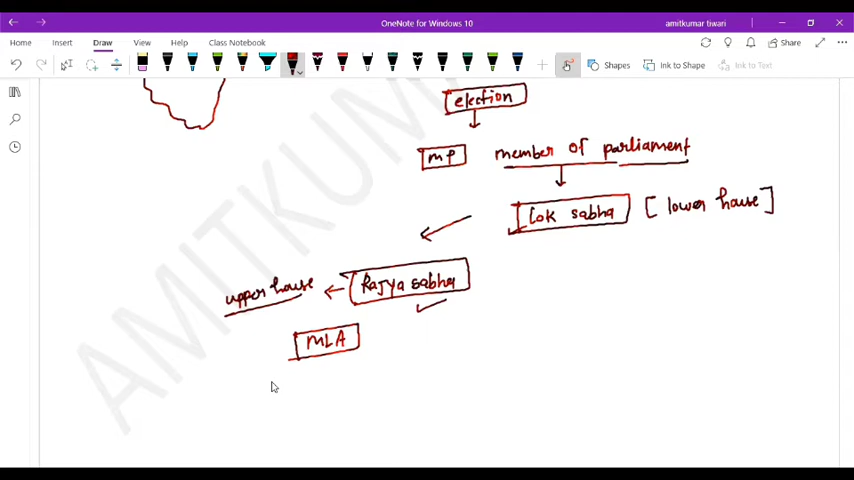 OneNote for Windows 10
amitkumar tiwari
Home Insert Draw View Help Class Notebook
Share
Shapes Ink to Shape Ink to Text
election
MP member of parliament
Lok sabha [lower house]
Rajya sabha
upper house
MLA
AMITKUM